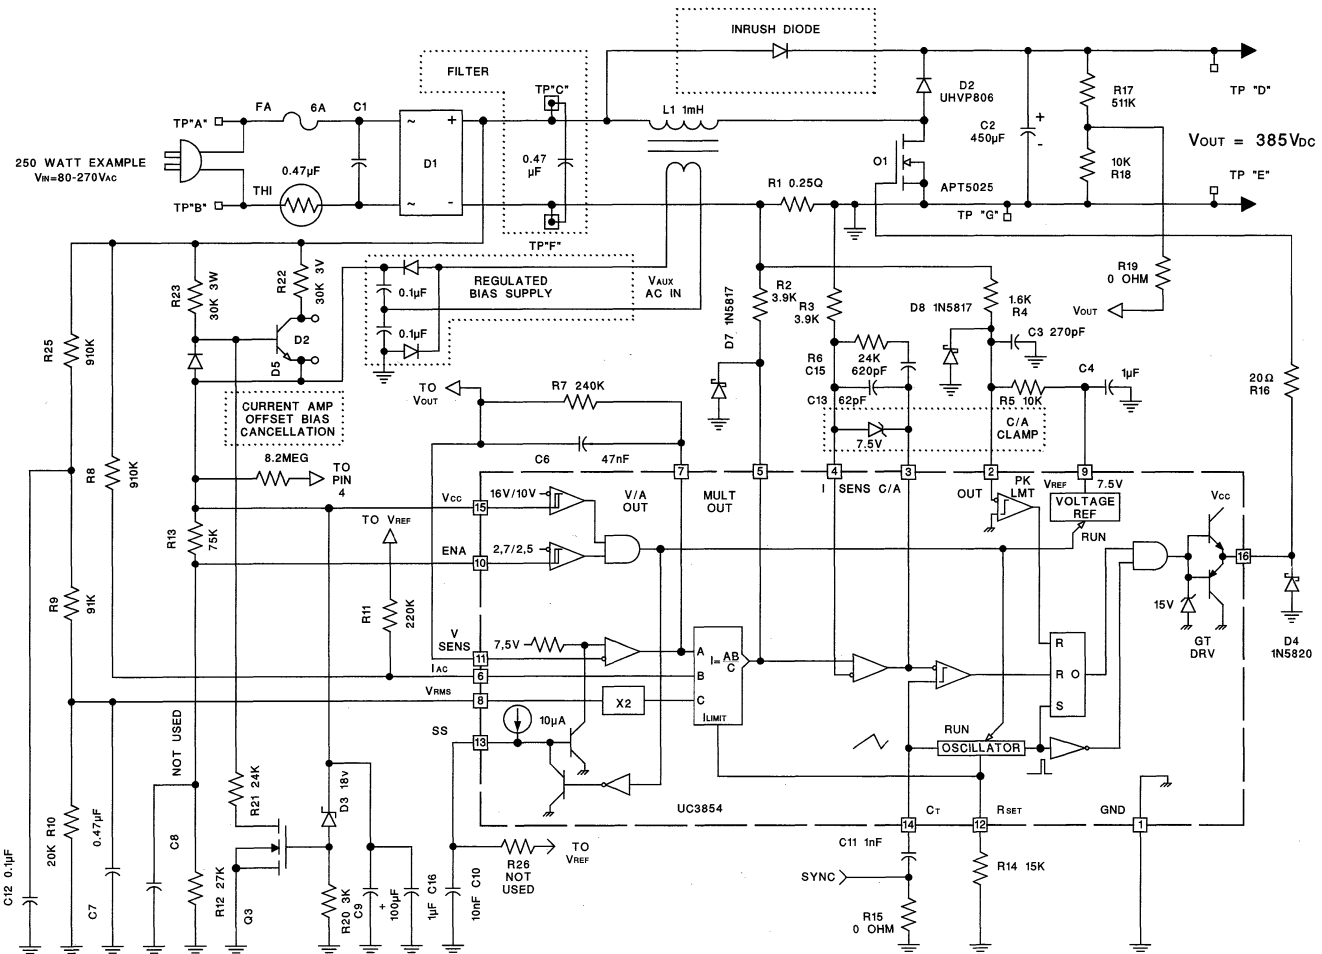 INRUSH DIODE
FILTER
TP"C"
FA
6A
C1
TP"A"
L1 1mH
D2
UHVP806
C2
450µF
+
-
R17
511K
TP "D"
VOUT = 385VDC
250 WATT EXAMPLE
VIN=80-270VAC
~
+
D1
0.47
µF
O1
10K
R18
0.47µF
THI
APT5025
TP "E"
R1 0.25Ω
TP"B"
~
-
TP "G"
TP"F"
R23
30K 3W
R22
30K 3V
REGULATED
BIAS SUPPLY
VAUX
AC IN
0.1µF
0.1µF
R2
3.9K
R3
3.9K
D7 1N5817
D8 1N5817
1.6K
R4
C3 270pF
R19
0 OHM
VOUT
R25
910K
D2
D5
R6
C15
24K
620pF
C13
62pF
R5 10K
C4
1µF
20Ω
R16
TO
VOUT
R7 240K
C6
47nF
C/A
CLAMP
7.5V
CURRENT AMP
OFFSET BIAS
CANCELLATION
8.2MEG
TO
PIN
4
R8
910K
7
5
4
3
2
9
I SENS C/A
OUT
PK
LMT
VREF
7.5V
VOLTAGE
REF
RUN
VCC
15
16V/10V
V/A
OUT
MULT
OUT
VCC
R13
75K
TO VREF
ENA
10
2,7/2,5
16
R9
91K
R11
220K
15V
GT
DRV
D4
1N5820
V
SENS
11
7,5V
A
I=AB/C
B
C
ILIMIT
R
R
O
S
IAC
6
VRMS
8
X2
10µA
SS
13
NOT USED
RUN
OSCILLATOR
UC3854
R21 24K
D3 18v
CT
RSET
GND
14
12
1
C12 0.1µF
20K R10
0.47µF
C7
C8
R12 27K
Q3
R20 3K
C9
+
100µF
1µF C16
10nF C10
R26
NOT
USED
TO
VREF
C11 1nF
SYNC
R14 15K
R15
0 OHM